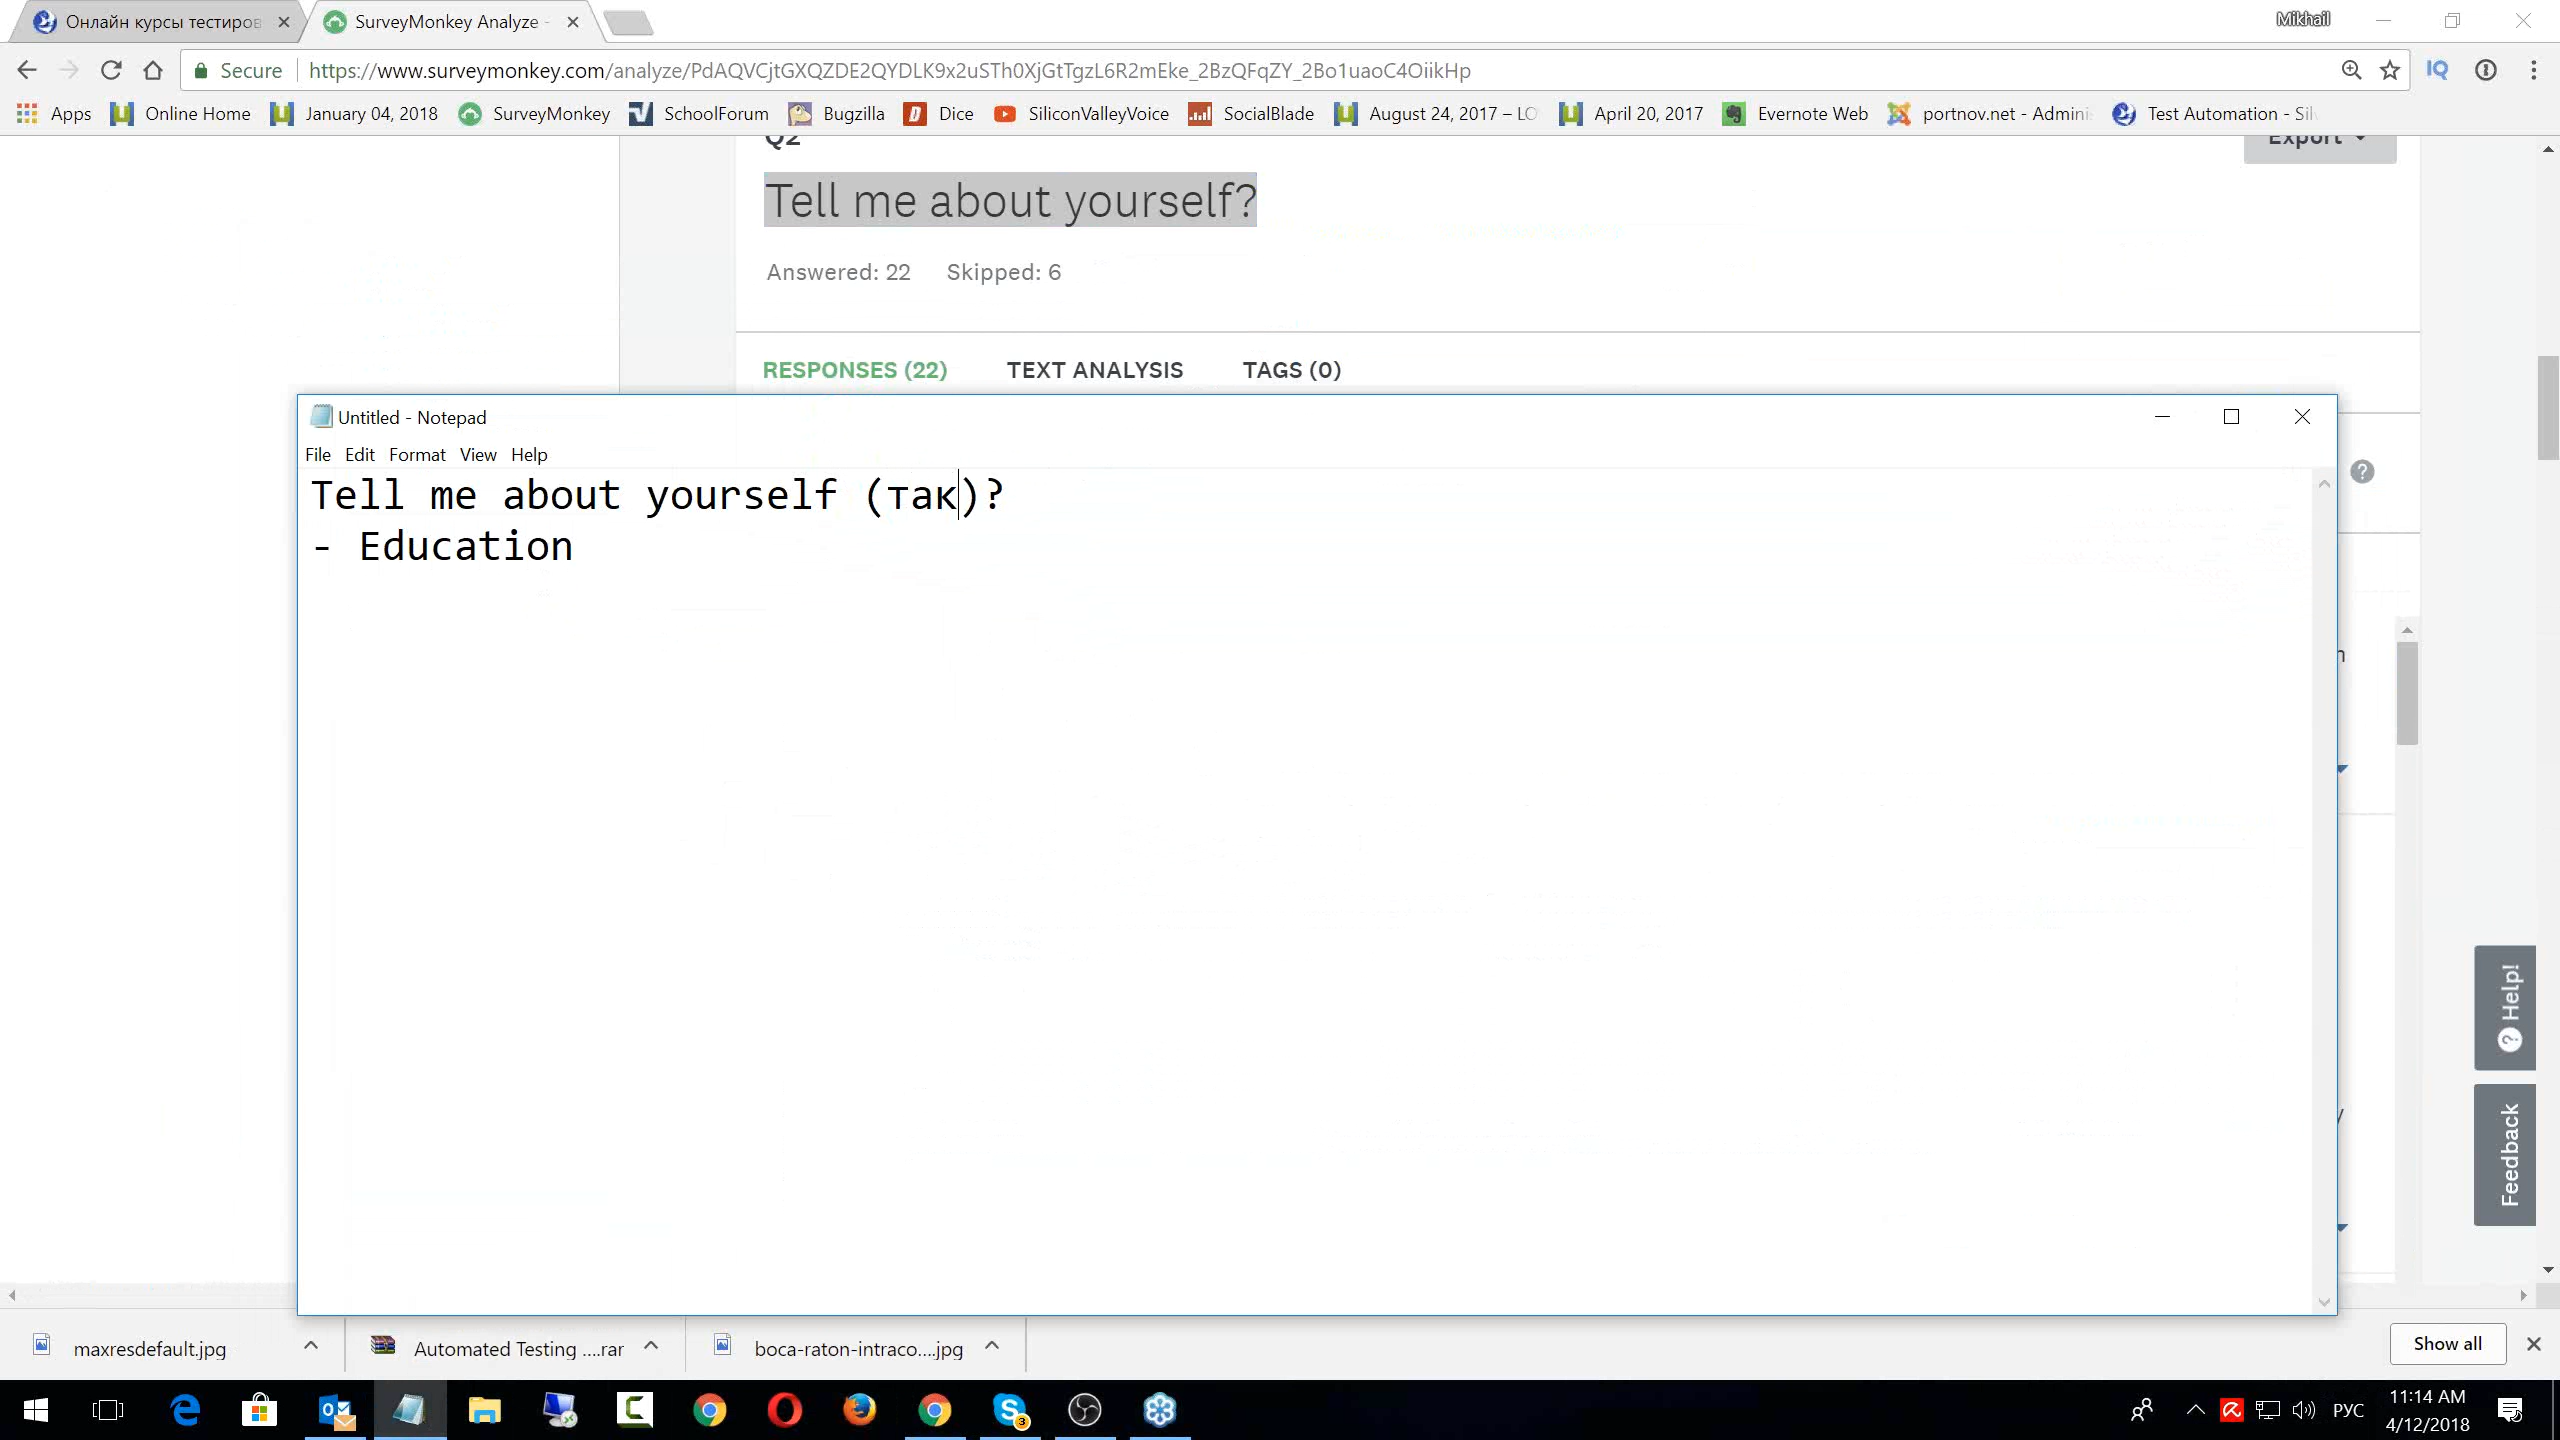 Онлайн курсы тестиров
SurveyMonkey Analyze -
Mikhail
Secure
https://www.surveymonkey.com/analyze/PdAQVCjtGXQZDE2QYDLK9x2uSTh0XjGtTgzL6R2mEke_2BzQFqZY_2Bo1uaoC4OiikHp
IQ
Apps Online Home January 04, 2018 SurveyMonkey SchoolForum Bugzilla Dice SiliconValleyVoice SocialBlade August 24, 2017 – LO April 20, 2017 Evernote Web portnov.net - Admini Test Automation - Sil
Q2
Export
Tell me about yourself?
Answered: 22 Skipped: 6
RESPONSES (22) TEXT ANALYSIS TAGS (0)
Untitled - Notepad
File Edit Format View Help
Tell me about yourself (так)?
- Education
Help!
Feedback
maxresdefault.jpg
Automated Testing ....rar
boca-raton-intraco....jpg
Show all
3
РУС
11:14 AM
4/12/2018